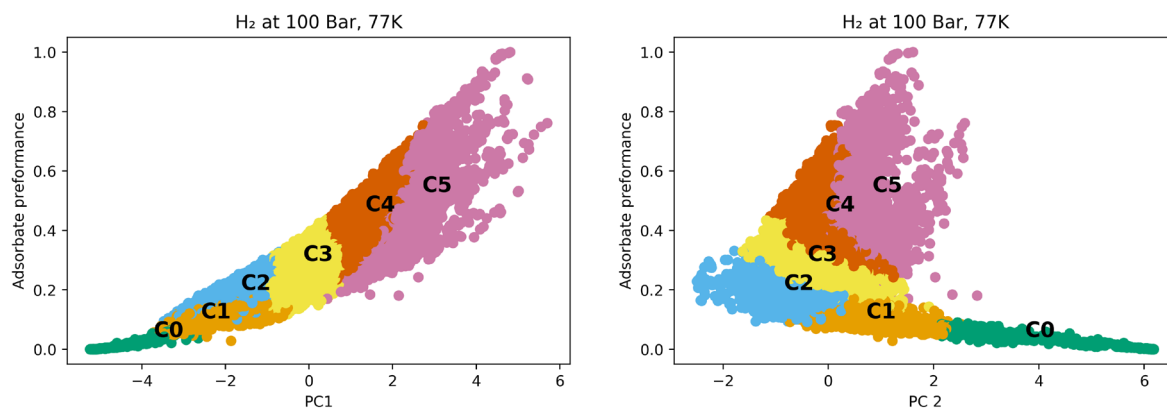 H₂ at 100 Bar, 77K
Adsorbate preformance
1.0
0.8
0.6
0.4
0.2
0.0
C0
C1
C2
C3
C4
C5
−4
−2
0
2
4
6
PC1
H₂ at 100 Bar, 77K
Adsorbate preformance
1.0
0.8
0.6
0.4
0.2
0.0
C5
C4
C3
C2
C1
C0
−2
0
2
4
6
PC 2